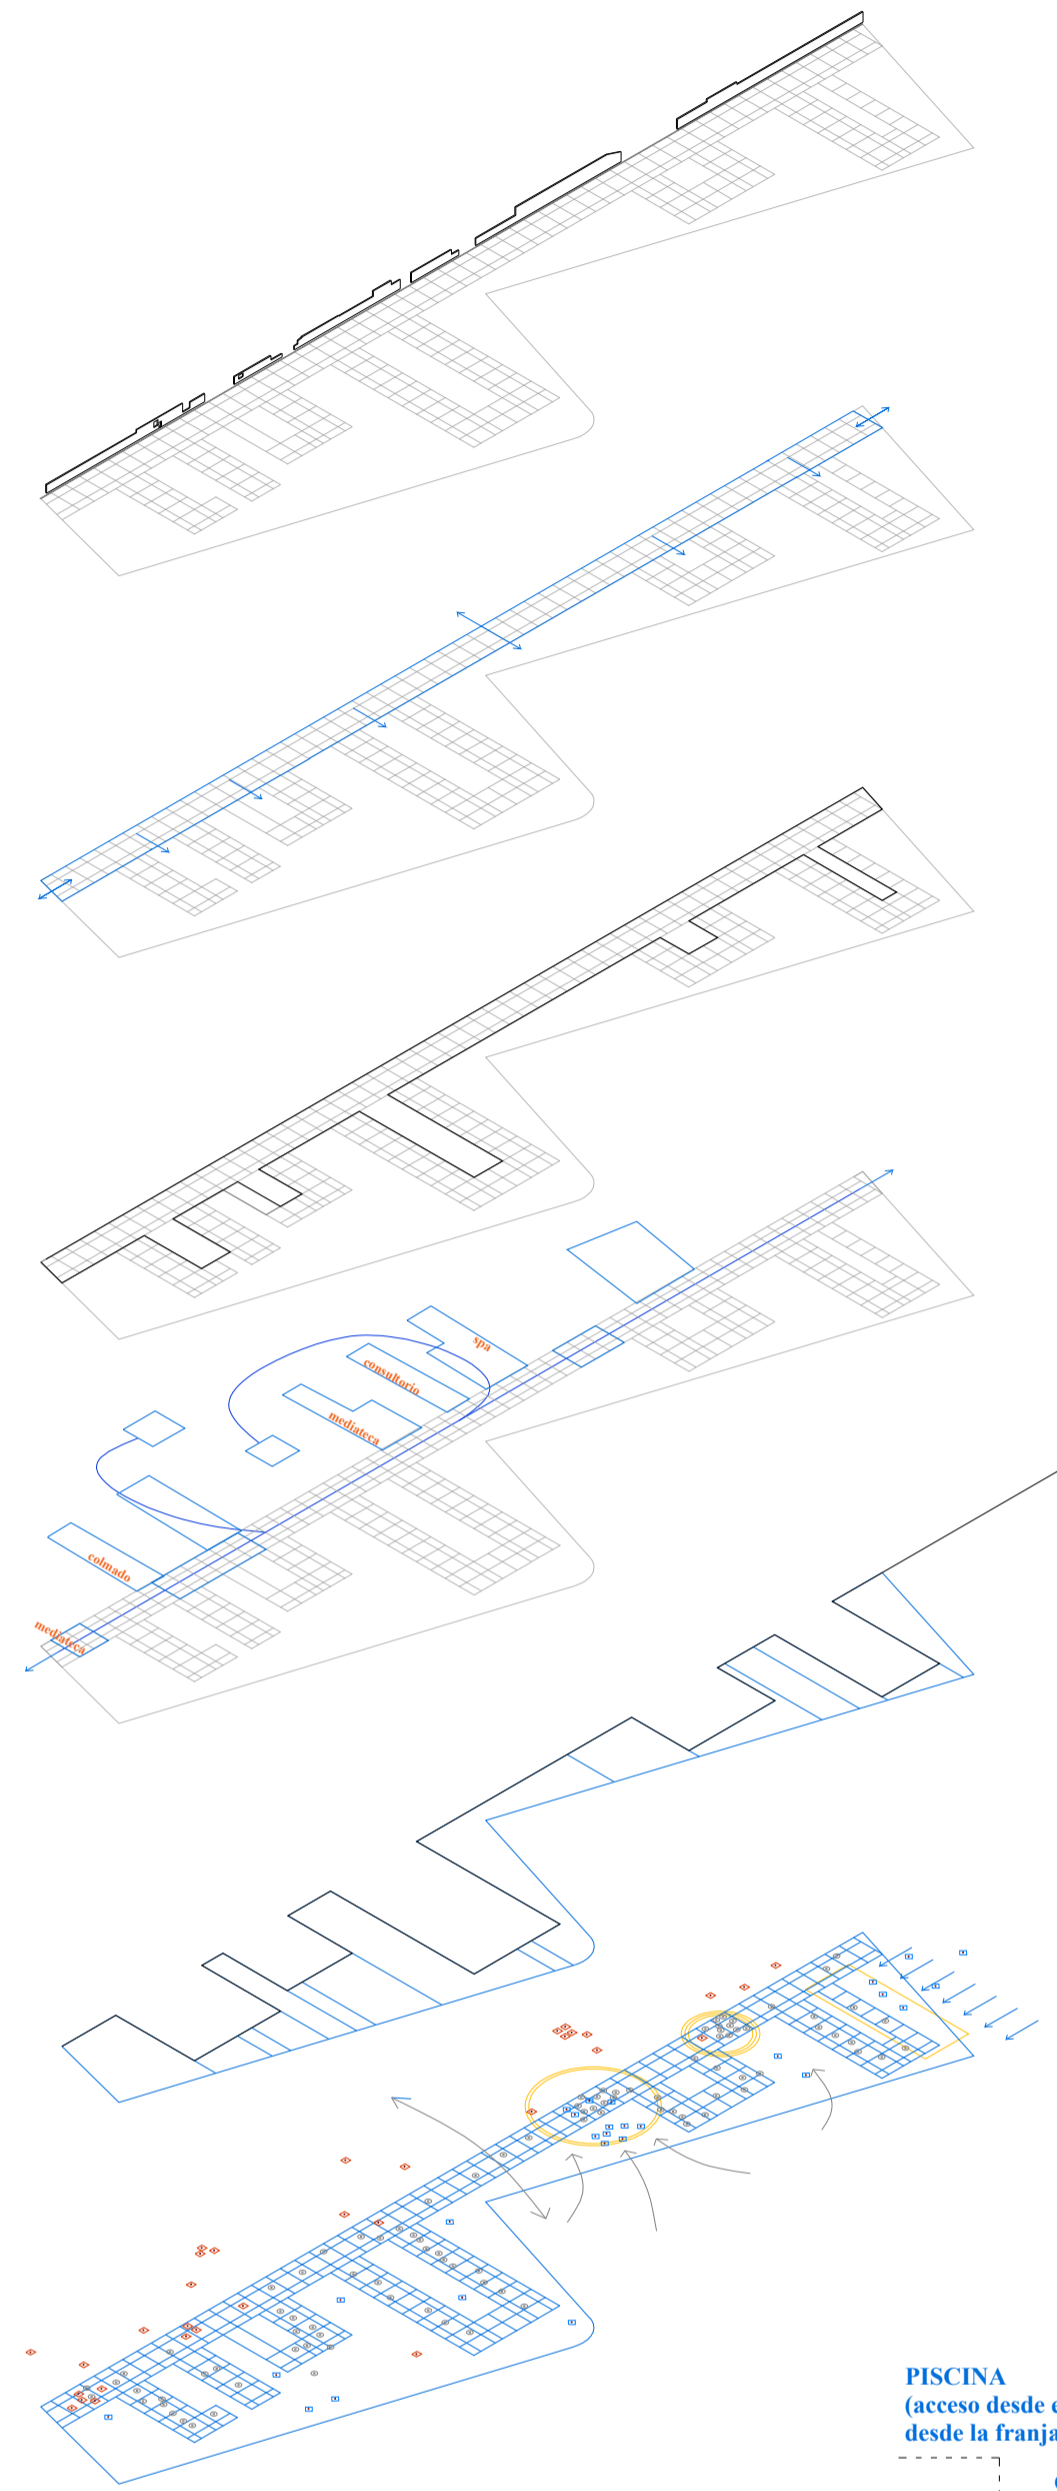 spa
consultorio
mediateca
colmado
mediateca
PISCINA
(acceso desde e
desde la franja